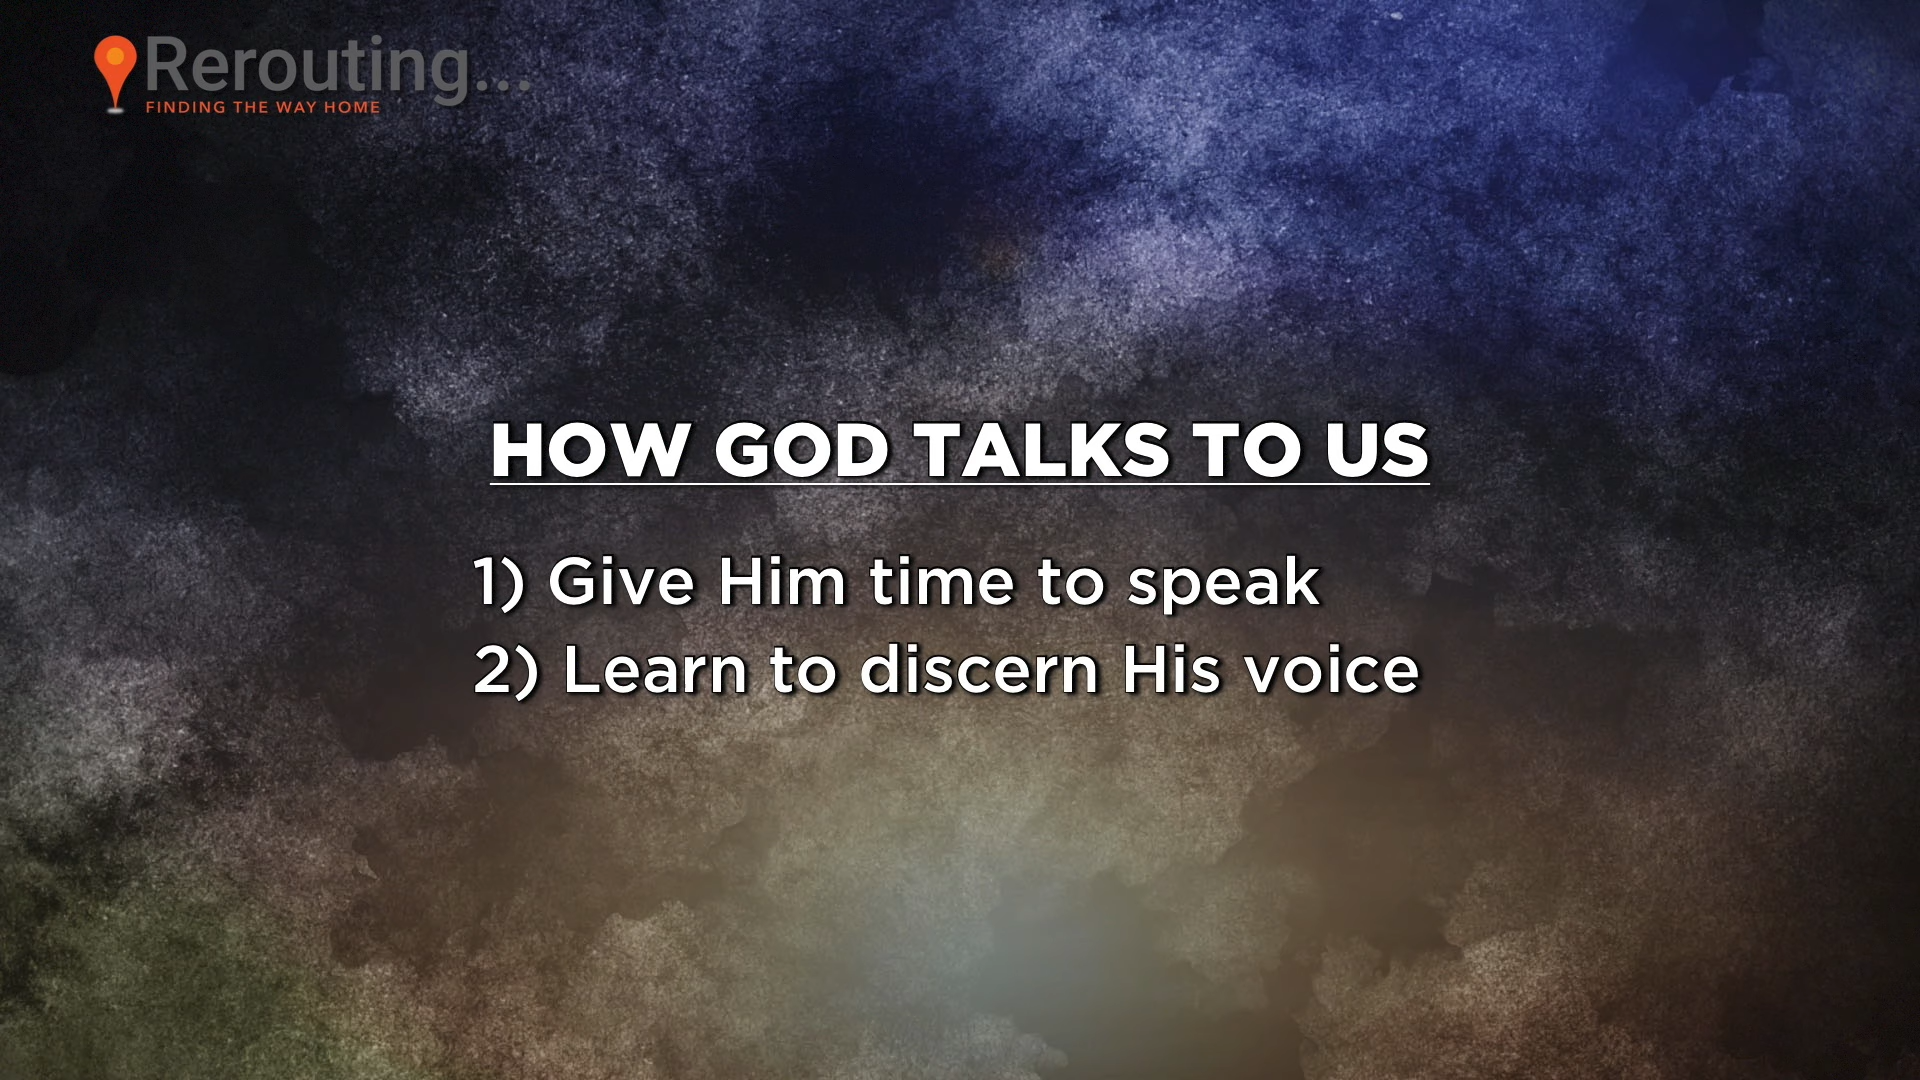 Rerouting...
FINDING THE WAY HOME
HOW GOD TALKS TO US
1) Give Him time to speak
2) Learn to discern His voice